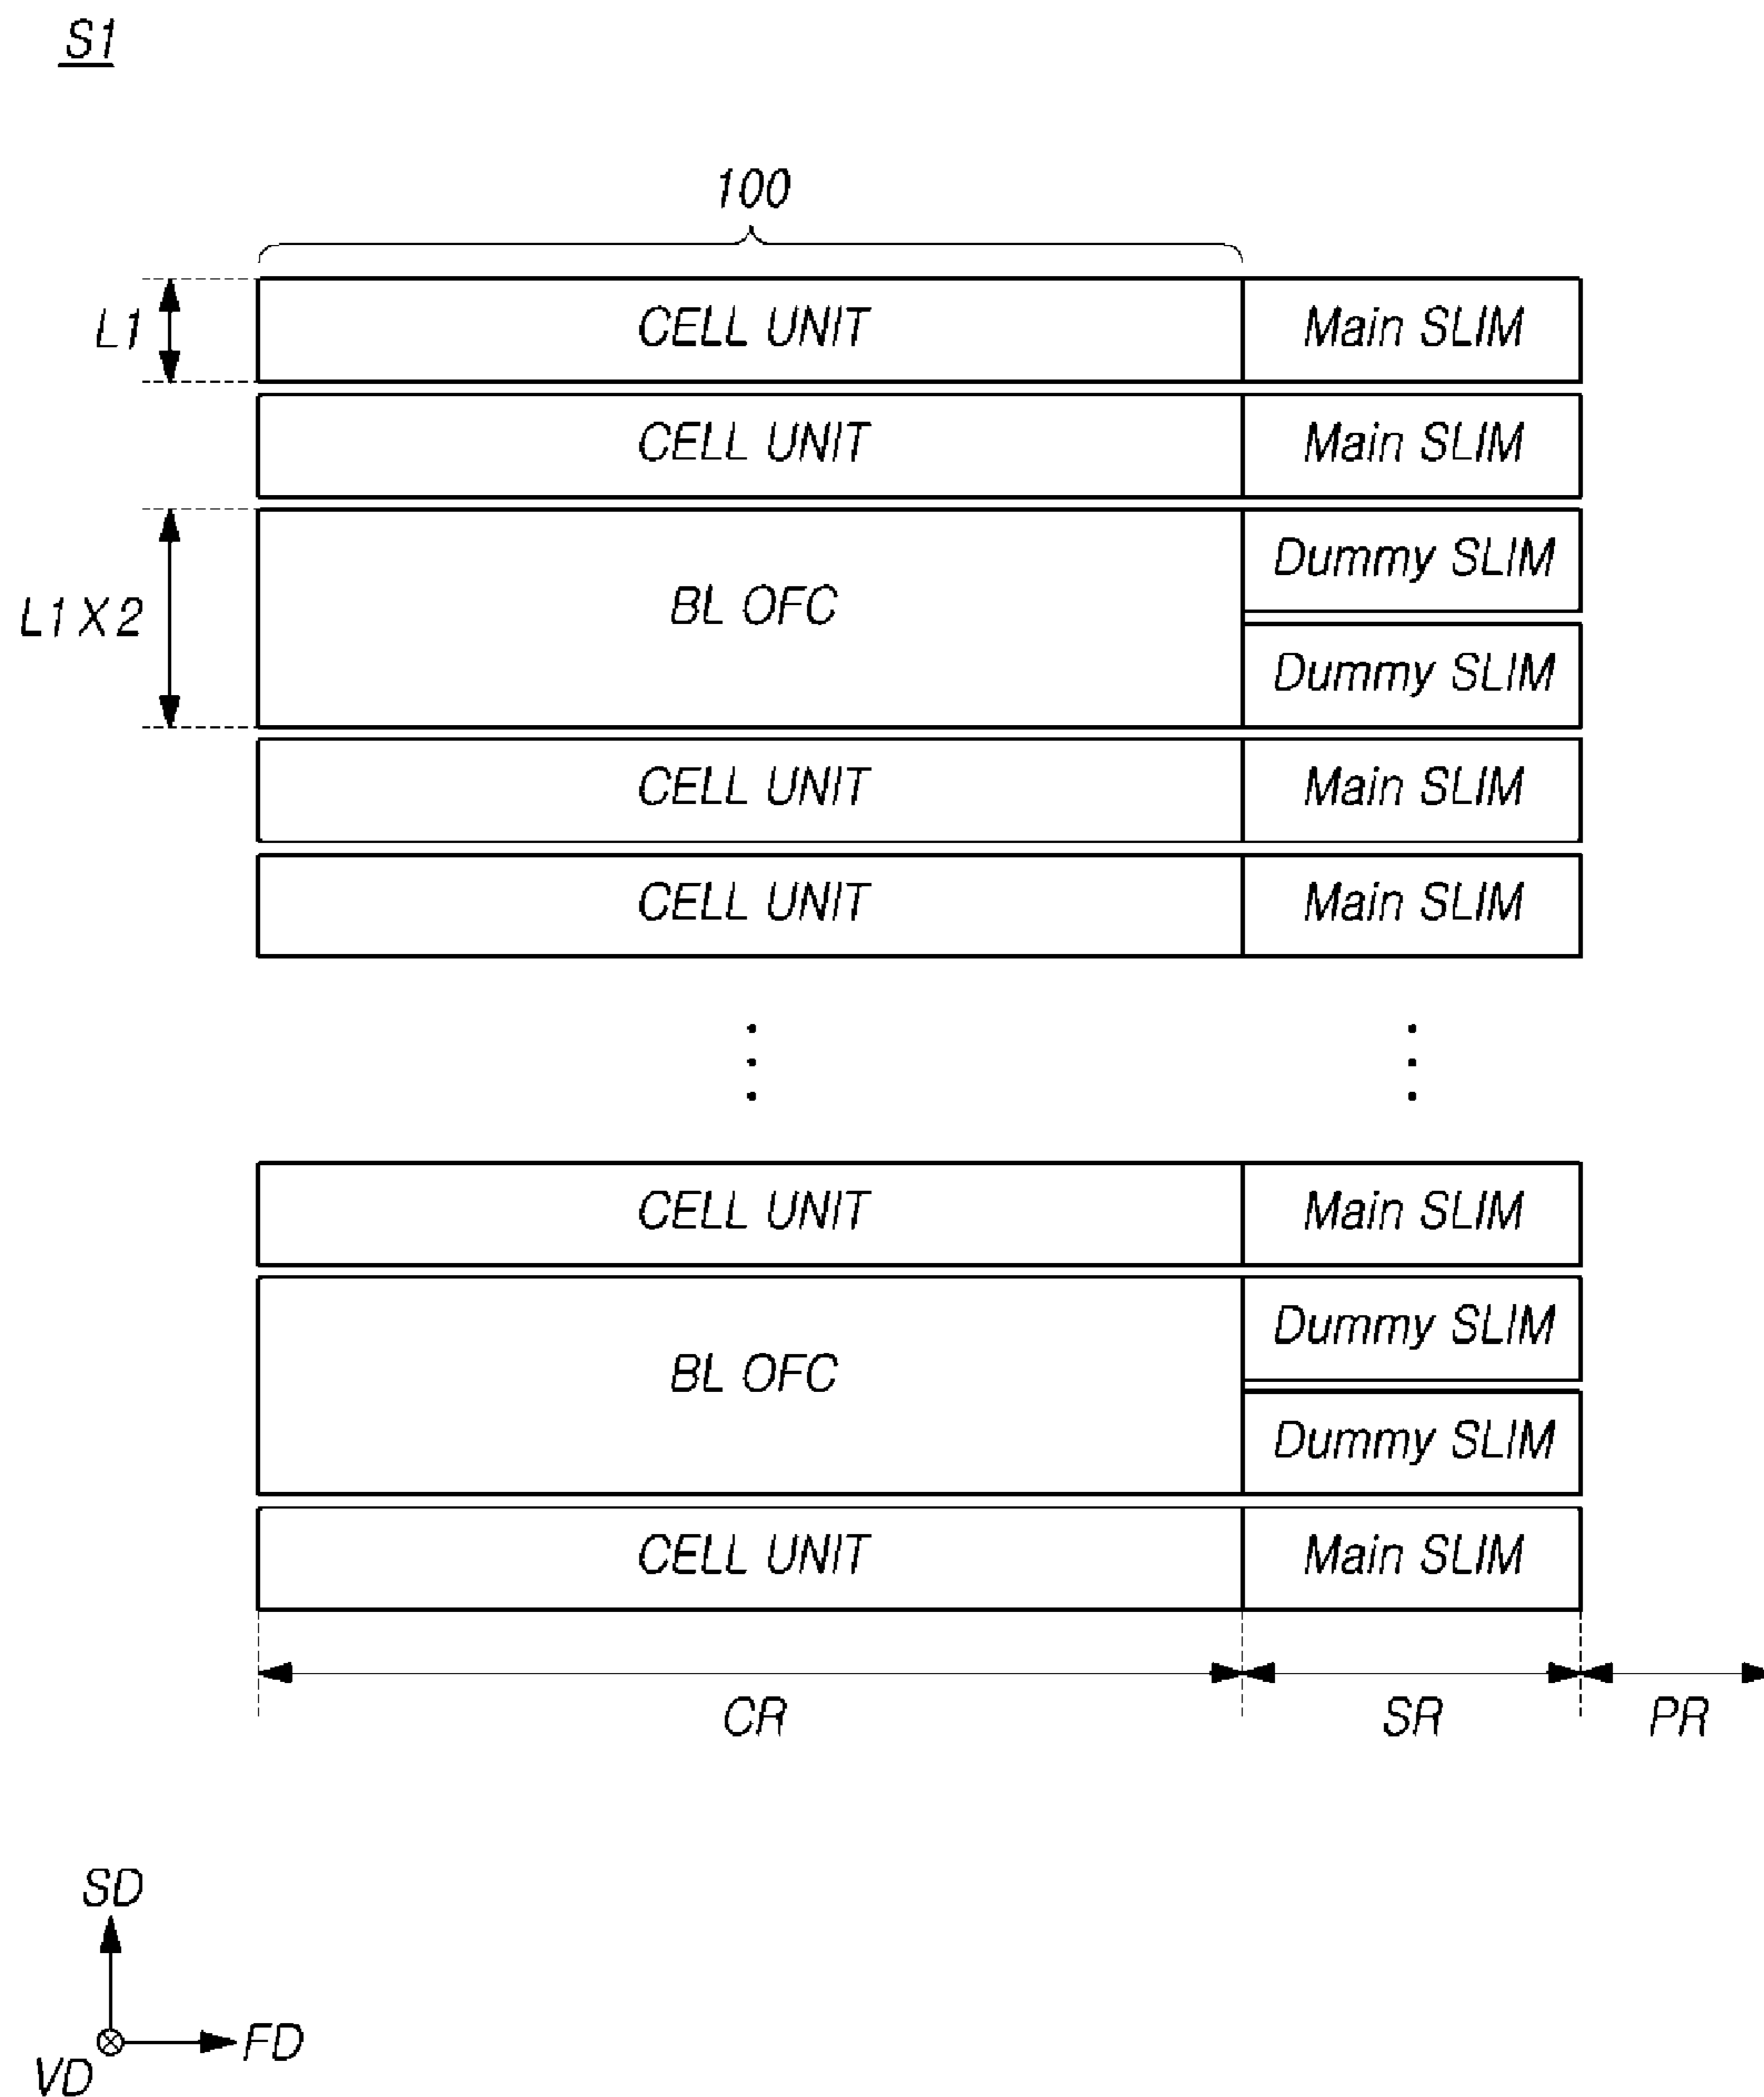 S1
100
L1
CELL UNIT
Main SLIM
CELL UNIT
Main SLIM
L1 X 2
BL OFC
Dummy SLIM
Dummy SLIM
CELL UNIT
Main SLIM
CELL UNIT
Main SLIM
CELL UNIT
Main SLIM
BL OFC
Dummy SLIM
Dummy SLIM
CELL UNIT
Main SLIM
CR
SR
PR
SD
FD
VD